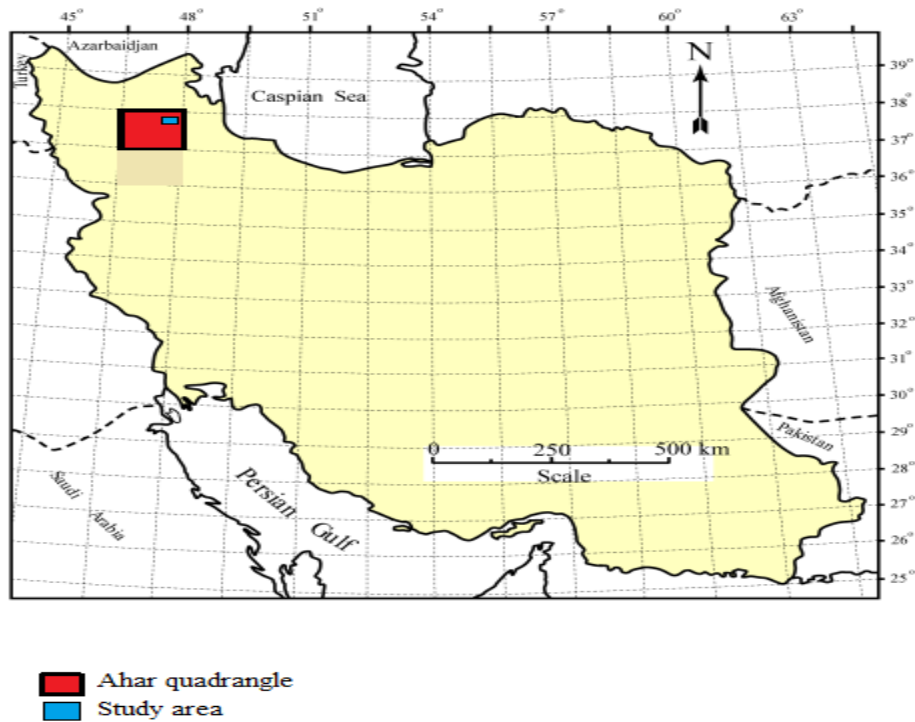 45° 48° 51° 54° 57° 60° 63°
Azarbaidjan
Turkey
Caspian Sea
N
39°
38°
37°
36°
35°
34°
33°
32°
31°
30°
29°
28°
27°
26°
25°
Afghanistan
Pakistan
0 250 500 km
Scale
Persian Gulf
Saudi
Arabia
Ahar quadrangle
Study area